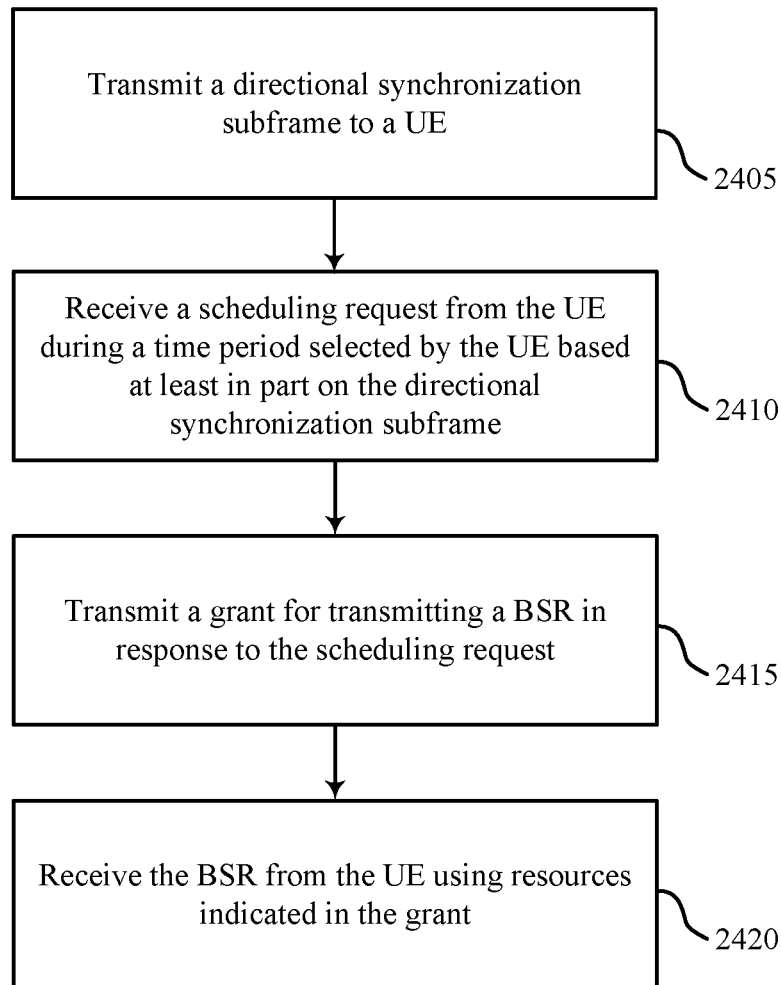 Transmit a directional synchronization
subframe to a UE
2405
Receive a scheduling request from the UE
during a time period selected by the UE based
at least in part on the directional
synchronization subframe
2410
Transmit a grant for transmitting a BSR in
response to the scheduling request
2415
Receive the BSR from the UE using resources
indicated in the grant
2420